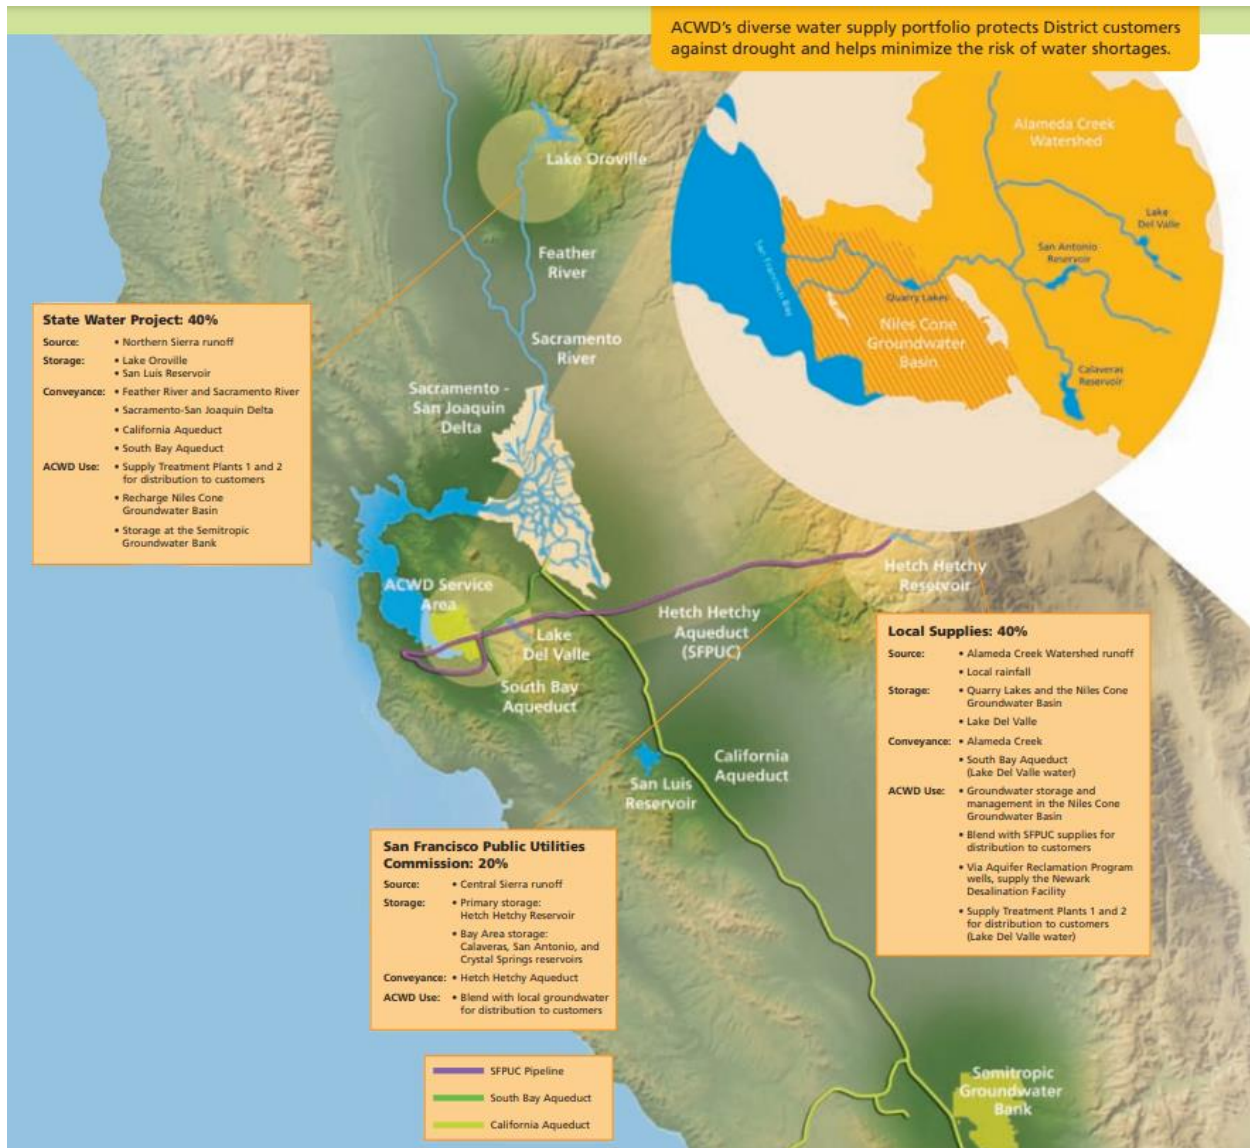 ACWD's diverse water supply portfolio protects District customers
against drought and helps minimize the risk of water shortages.
Alameda Creek
Watershed
Lake
Del Valle
San Antonio
Reservoir
San Francisco Bay
Quarry Lakes
Niles Cone
Groundwater
Basin
Calaveras
Reservoir
Lake Oroville
Feather
River
Sacramento
River
Sacramento -
San Joaquin
Delta
State Water Project: 40%
Source: • Northern Sierra runoff
Storage: • Lake Oroville
• San Luis Reservoir
Conveyance: • Feather River and Sacramento River
• Sacramento-San Joaquin Delta
• California Aqueduct
• South Bay Aqueduct
ACWD Use: • Supply Treatment Plants 1 and 2
for distribution to customers
• Recharge Niles Cone
Groundwater Basin
• Storage at the Semitropic
Groundwater Bank
ACWD Service
Area
Lake
Del Valle
South Bay
Aqueduct
Hetch Hetchy
Aqueduct
(SFPUC)
Hetch Hetchy
Reservoir
San Luis
Reservoir
California
Aqueduct
Local Supplies: 40%
Source: • Alameda Creek Watershed runoff
• Local rainfall
Storage: • Quarry Lakes and the Niles Cone
Groundwater Basin
• Lake Del Valle
Conveyance: • Alameda Creek
• South Bay Aqueduct
(Lake Del Valle water)
ACWD Use: • Groundwater storage and
management in the Niles Cone
Groundwater Basin
• Blend with SFPUC supplies for
distribution to customers
• Via Aquifer Reclamation Program
wells, supply the Newark
Desalination Facility
• Supply Treatment Plants 1 and 2
for distribution to customers
(Lake Del Valle water)
San Francisco Public Utilities
Commission: 20%
Source: • Central Sierra runoff
Storage: • Primary storage:
Hetch Hetchy Reservoir
• Bay Area storage:
Calaveras, San Antonio, and
Crystal Springs reservoirs
Conveyance: • Hetch Hetchy Aqueduct
ACWD Use: • Blend with local groundwater
for distribution to customers
SFPUC Pipeline
South Bay Aqueduct
California Aqueduct
Semitropic
Groundwater
Bank